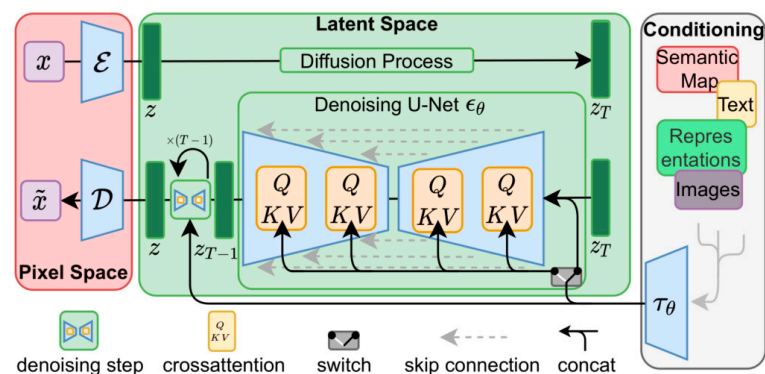 Latent Space
Conditioning
x
ℰ
Diffusion Process
Semantic
Map
z
z_T
Text
Denoising U-Net ϵ_θ
Repres
entations
×(T−1)
Q
Q
Q
Q
Images
x̃
𝒟
K V
K V
K V
K V
z
z_{T−1}
z_T
Pixel Space
τ_θ
Q
K V
denoising step
crossattention
switch
skip connection
concat